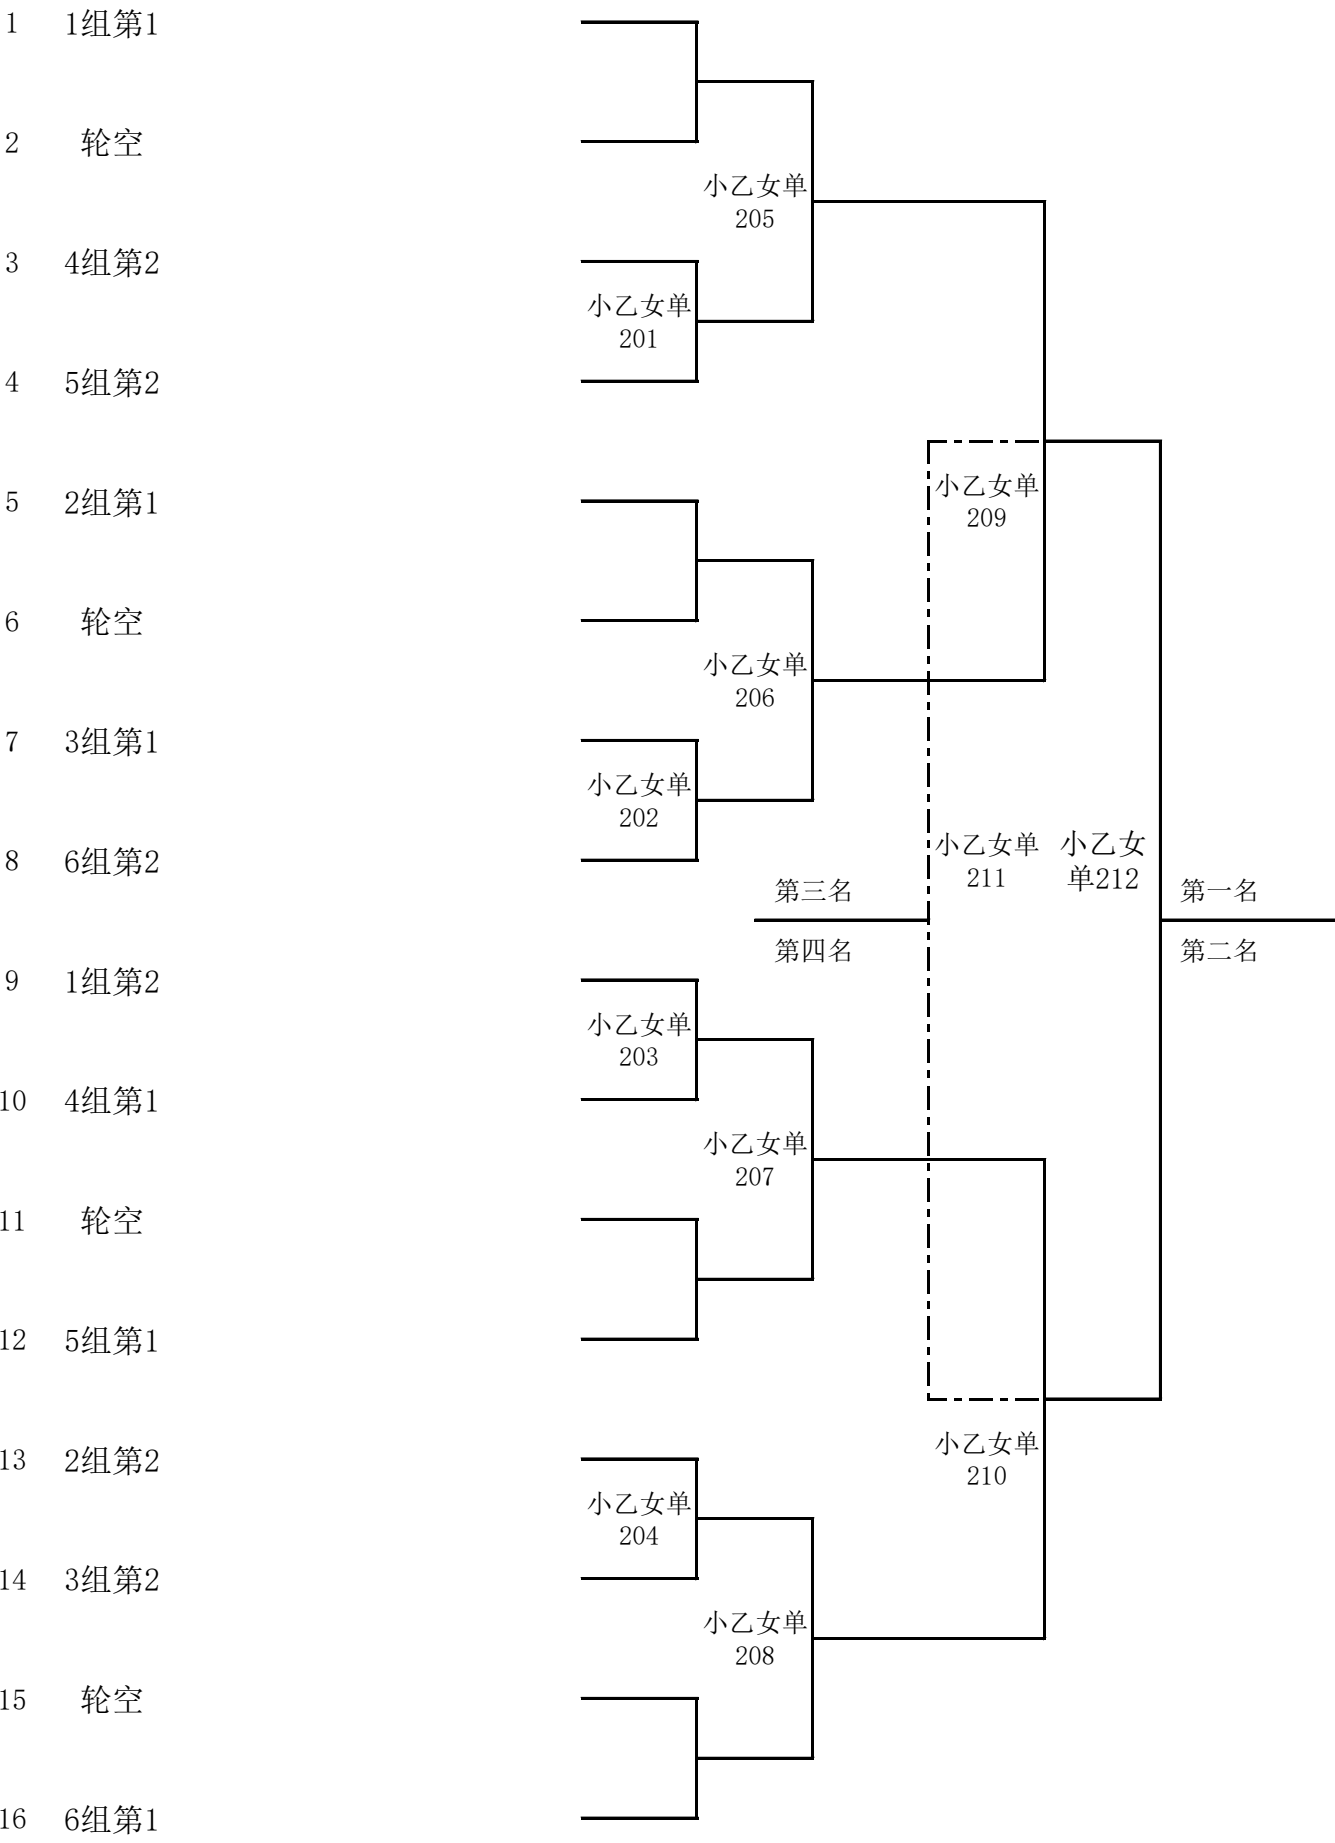 1 1组第1
2 轮空
小乙女单
205
3 4组第2
小乙女单
201
4 5组第2
小乙女单
209
5 2组第1
6 轮空
小乙女单
206
7 3组第1
小乙女单
202
8 6组第2
小乙女单
211
小乙女
单212
第三名
第一名
第四名
第二名
9 1组第2
小乙女单
203
10 4组第1
小乙女单
207
11 轮空
12 5组第1
小乙女单
210
13 2组第2
小乙女单
204
14 3组第2
小乙女单
208
15 轮空
16 6组第1